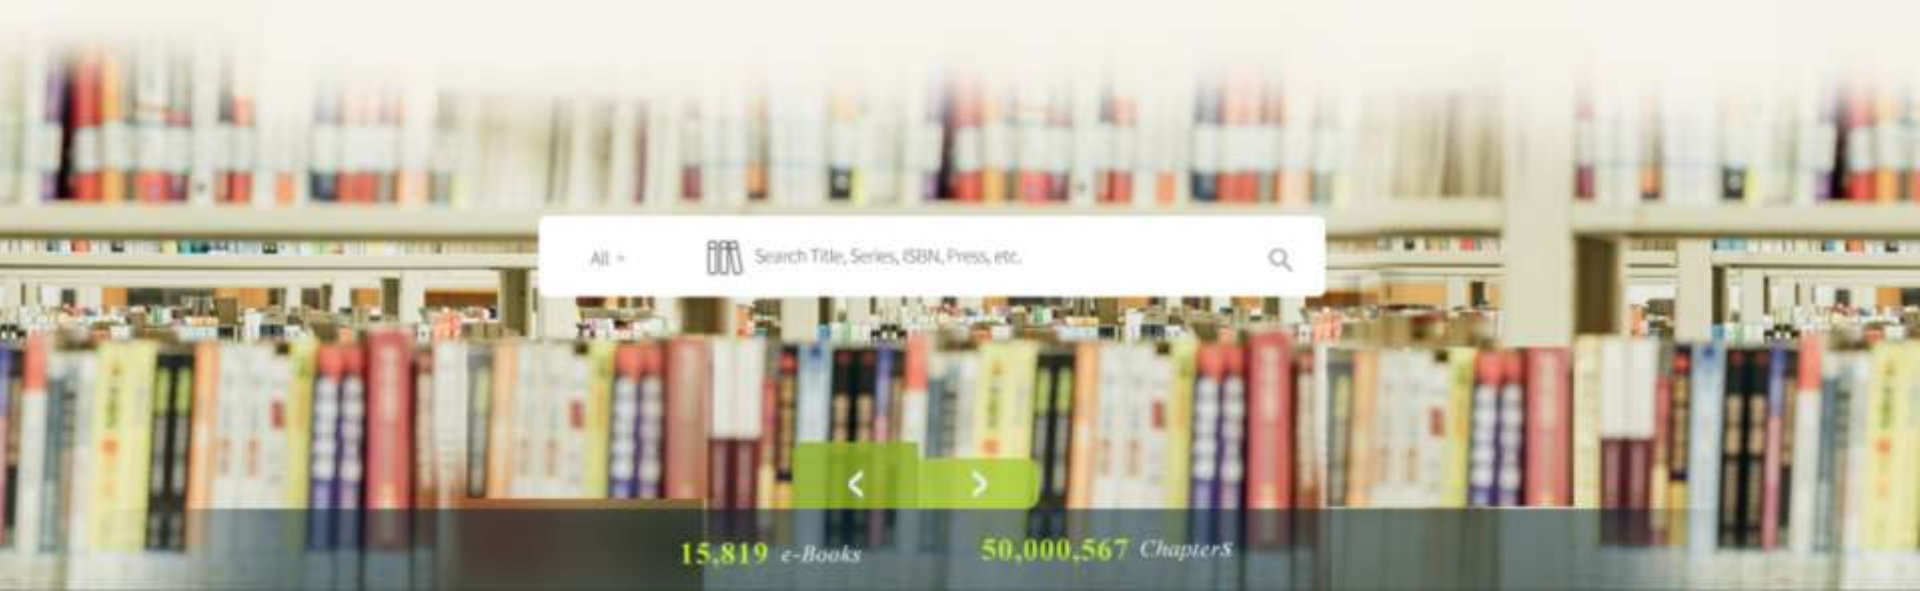 All
Search Title, Series, ISBN, Press, etc.
15,819 e-Books 50,000,567 Chapters